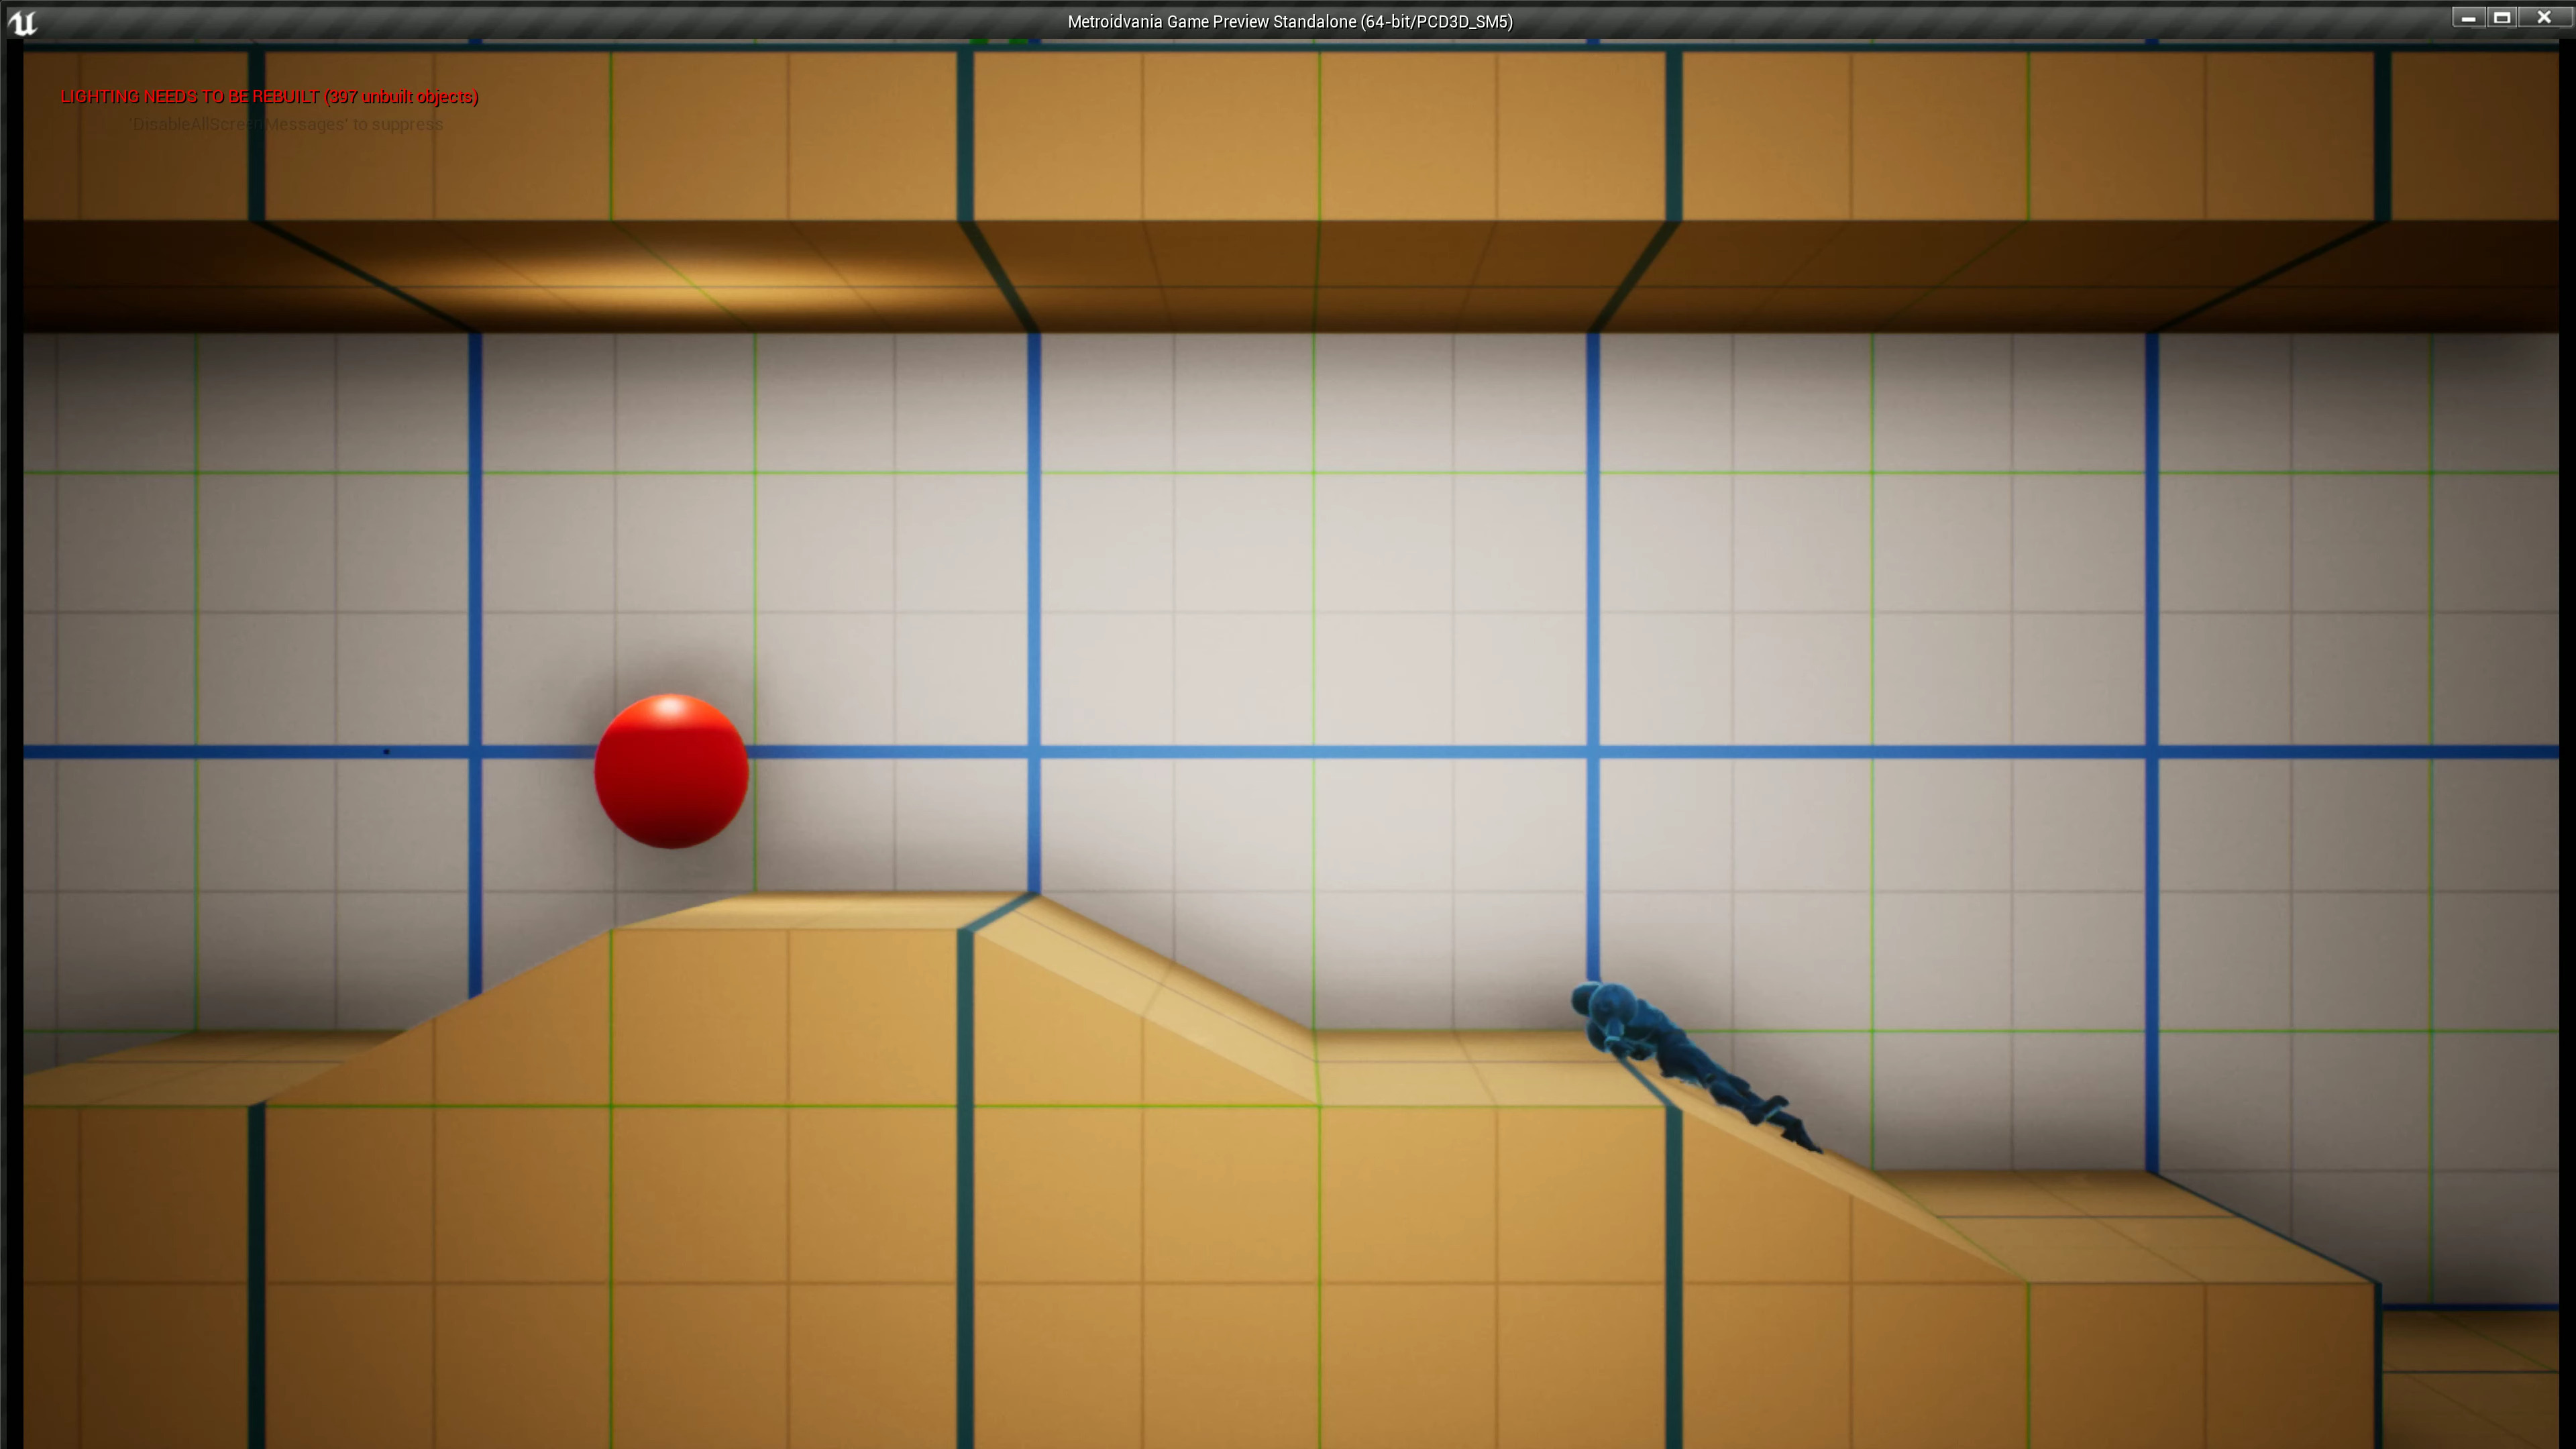 Metroidvania Game Preview Standalone (64-bit/PCD3D_SM5)
LIGHTING NEEDS TO BE REBUILT (397 unbuilt objects)
'DisableAllScreenMessages' to suppress